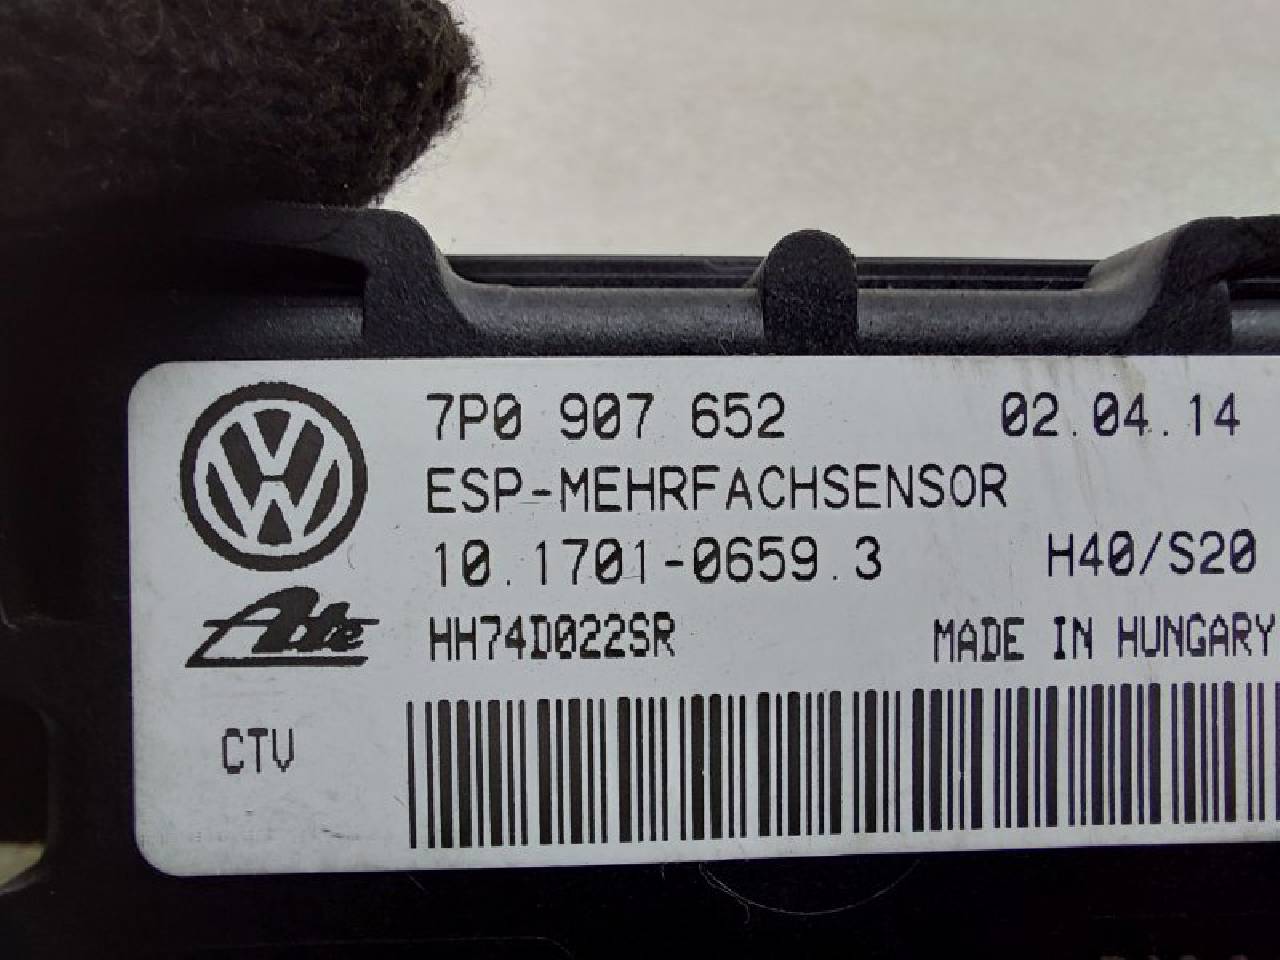 7P0 907 652 02.04.14
ESP-MEHRFACHSENSOR
10.1701-0659.3 H40/S20
Ate HH74D022SR MADE IN HUNGARY
CTV